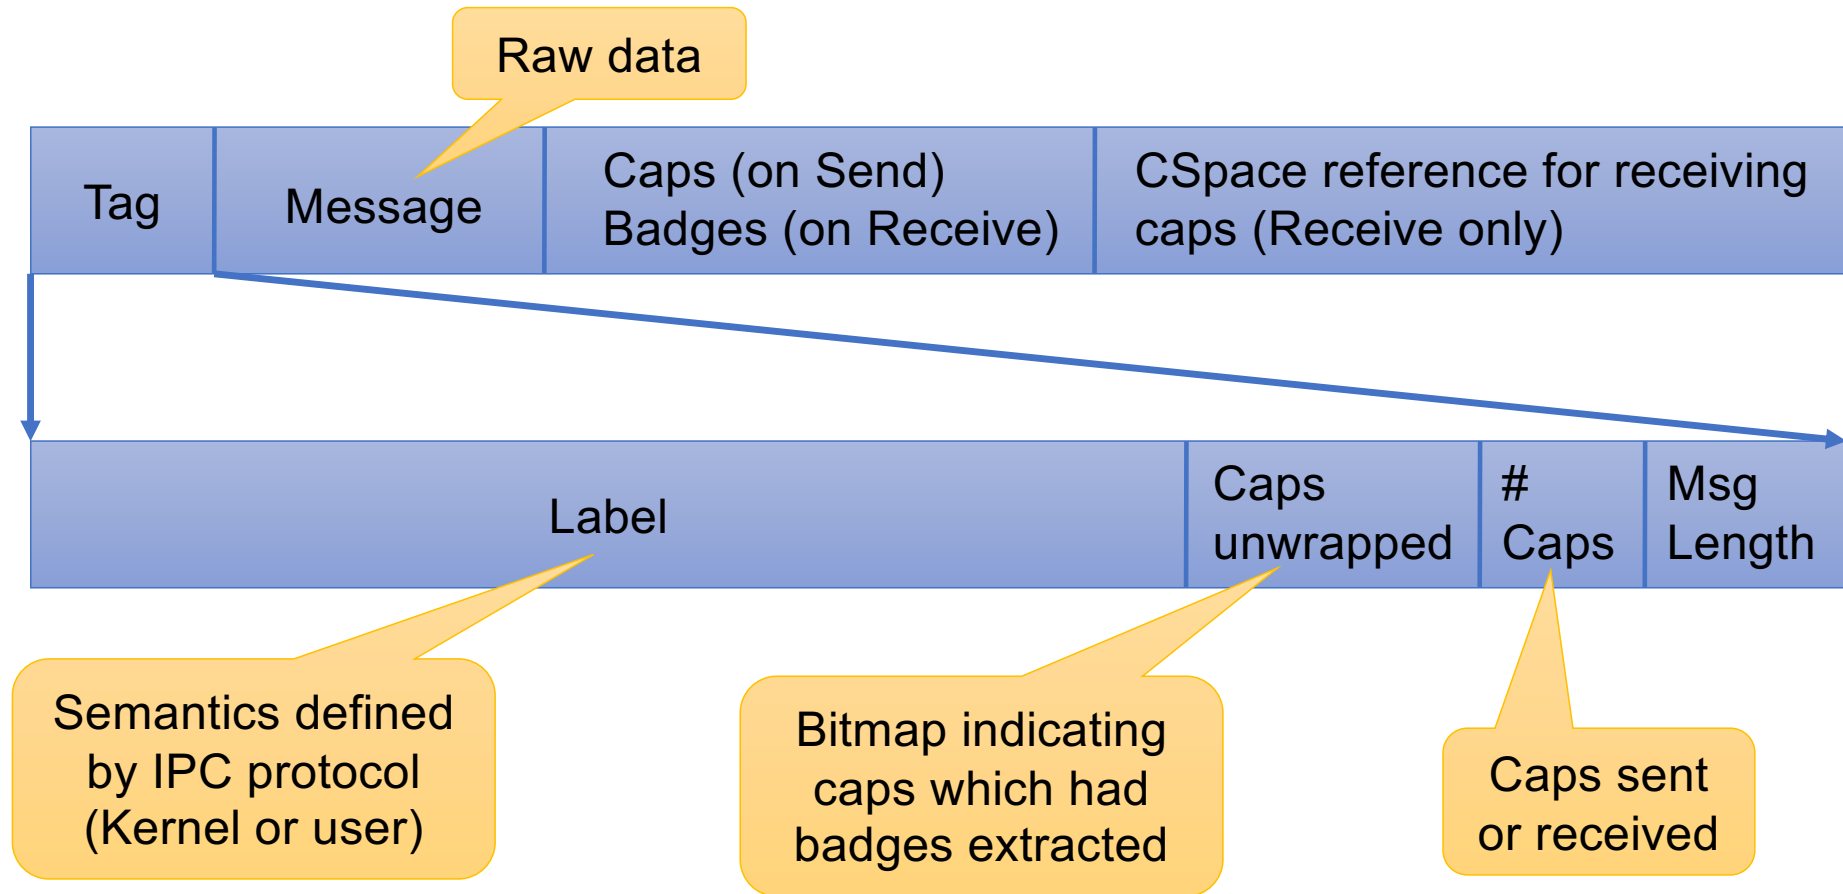 Raw data
Tag
Message
Caps (on Send)
Badges (on Receive)
CSpace reference for receiving
caps (Receive only)
Label
Caps
unwrapped
#
Caps
Msg
Length
Semantics defined
by IPC protocol
(Kernel or user)
Bitmap indicating
caps which had
badges extracted
Caps sent
or received